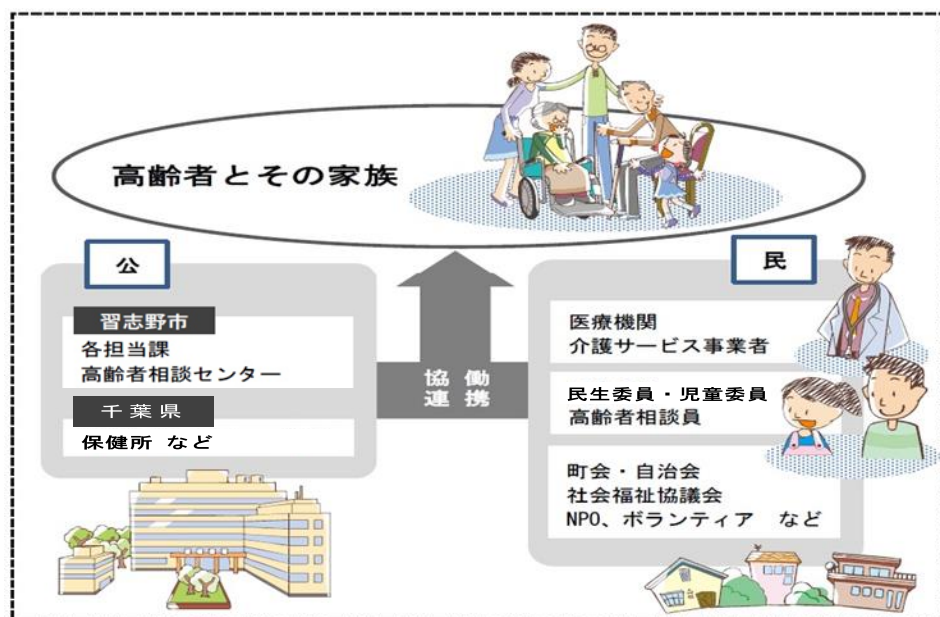 高齢者とその家族
公
習志野市
各担当課
高齢者相談センター
千葉県
保健所 など
協働
連携
民
医療機関
介護サービス事業者
民生委員・児童委員
高齢者相談員
町会・自治会
社会福祉協議会
NPO、ボランティア など